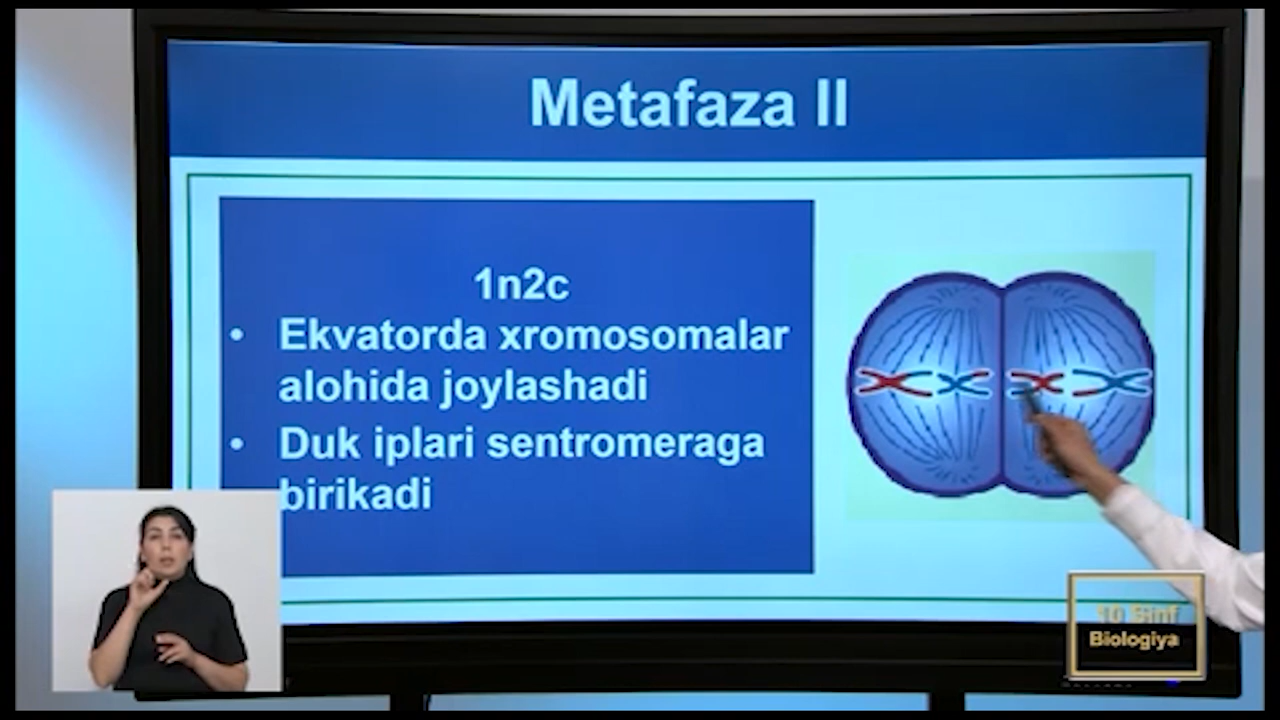 Metafaza II
1n2c
• Ekvatorda xromosomalar
alohida joylashadi
• Duk iplari sentromeraga
birikadi
10 Sinf
Biologiya